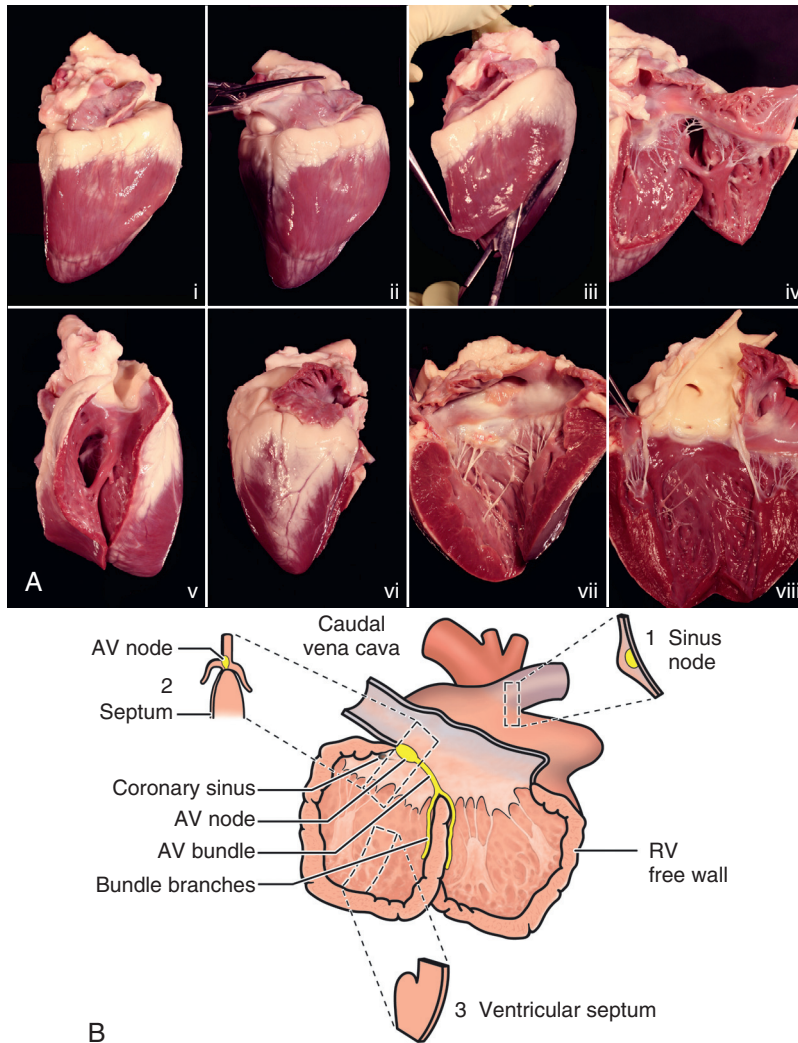 i
ii
iii
iv
A
v
vi
vii
viii
AV node
2
Septum
Caudal
vena cava
1 Sinus
node
Coronary sinus
AV node
AV bundle
Bundle branches
RV
free wall
3 Ventricular septum
B